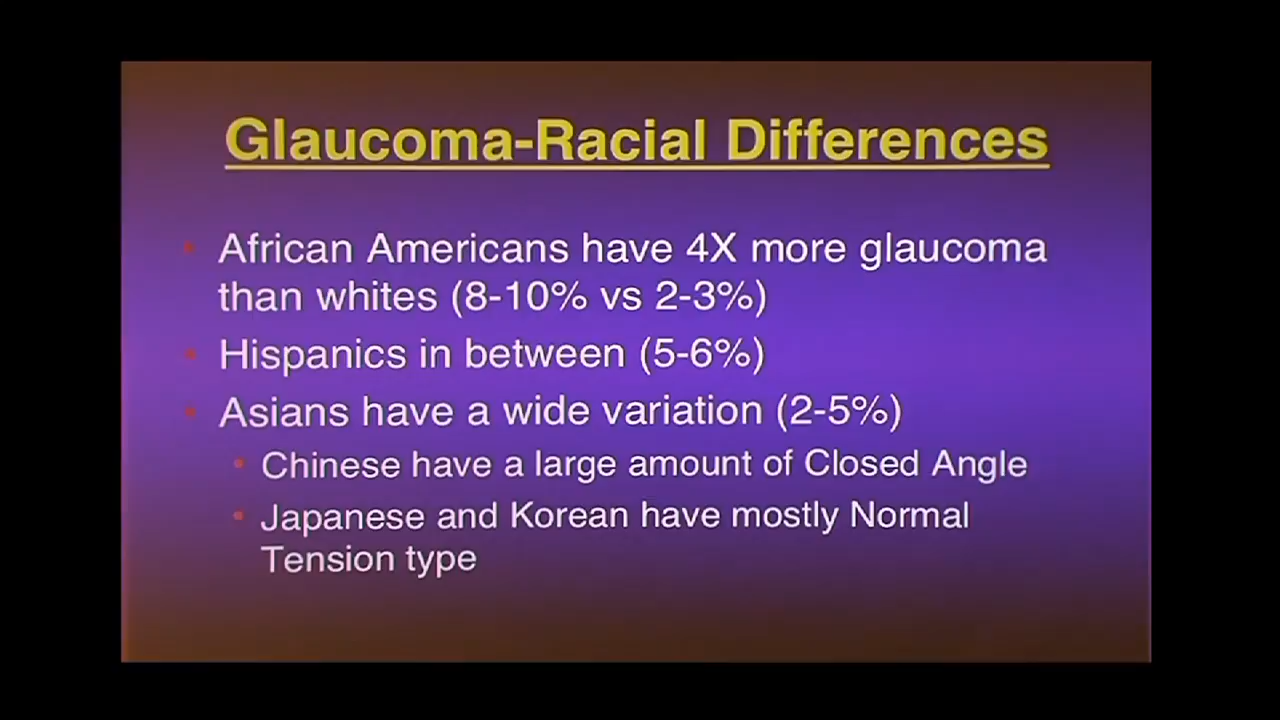 Glaucoma-Racial Differences
• African Americans have 4X more glaucoma
than whites (8-10% vs 2-3%)
• Hispanics in between (5-6%)
• Asians have a wide variation (2-5%)
• Chinese have a large amount of Closed Angle
• Japanese and Korean have mostly Normal
Tension type